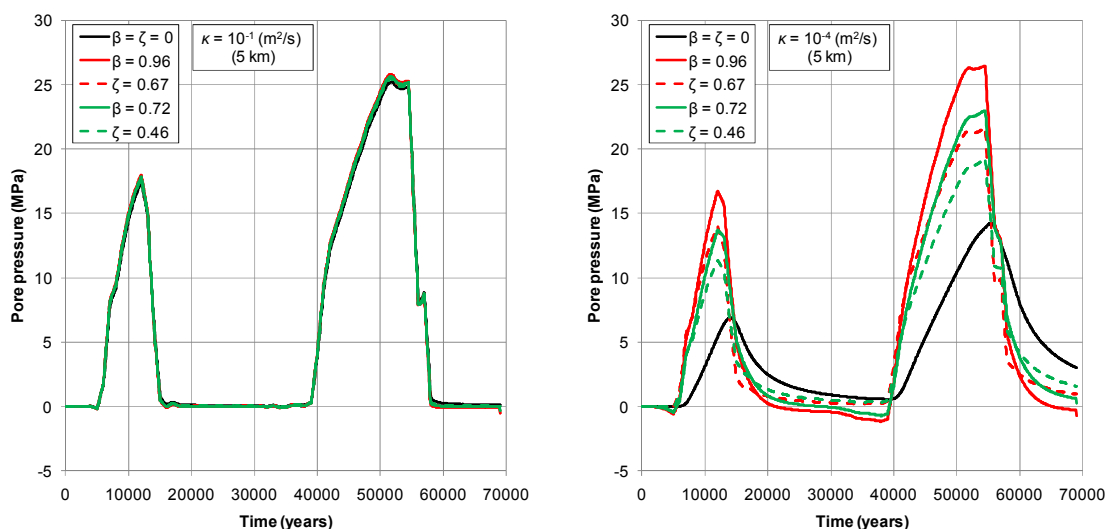 30
25
20
15
10
5
0
-5
Pore pressure (MPa)
β = ζ = 0
β = 0.96
ζ = 0.67
β = 0.72
ζ = 0.46
κ = 10⁻¹ (m²/s)
(5 km)
0 10000 20000 30000 40000 50000 60000 70000
Time (years)
30
25
20
15
10
5
0
-5
Pore pressure (MPa)
β = ζ = 0
β = 0.96
ζ = 0.67
β = 0.72
ζ = 0.46
κ = 10⁻⁴ (m²/s)
(5 km)
0 10000 20000 30000 40000 50000 60000 70000
Time (years)